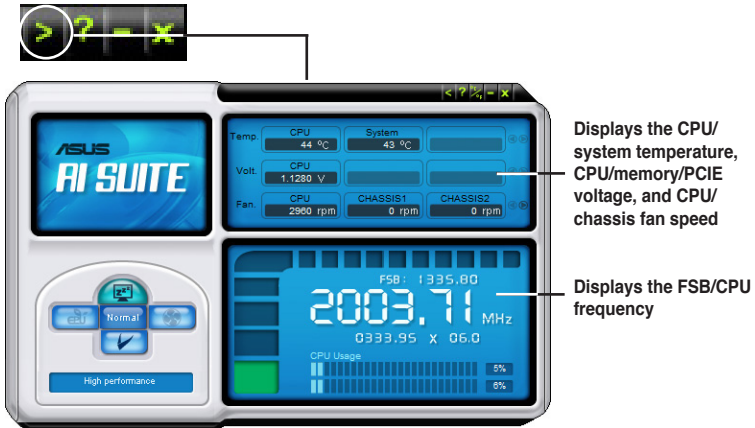 > ? - x
< ? °C/°F - x
ASUS
AI SUITE
Temp. CPU System
44 °C 43 °C
Volt. CPU
1.1280 V
Fan. CPU CHASSIS1 CHASSIS2
2960 rpm 0 rpm 0 rpm
Displays the CPU/
system temperature,
CPU/memory/PCIE
voltage, and CPU/
chassis fan speed
zzz
Normal
High performance
FSB: 1335.80
2003.71 MHz
0333.95 X 06.0
CPU Usage
5%
6%
Displays the FSB/CPU
frequency